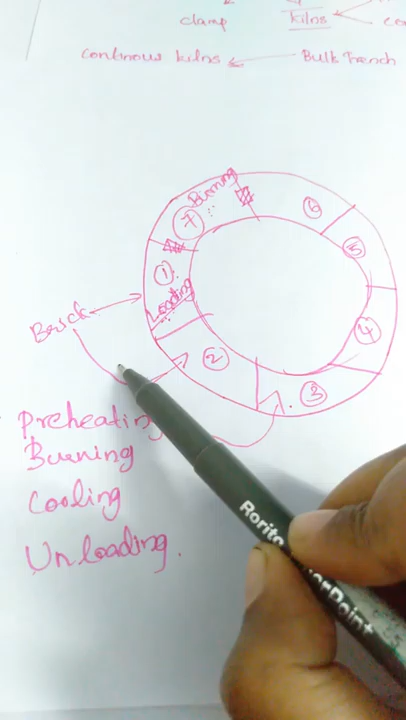 clamp
kilns
continous kilns
Bulk Trench
Burning
7
6
5
1
Loading
4
Brick
2
3
Preheating
Burning
Cooling
Unloading.
Rorito
erPoint